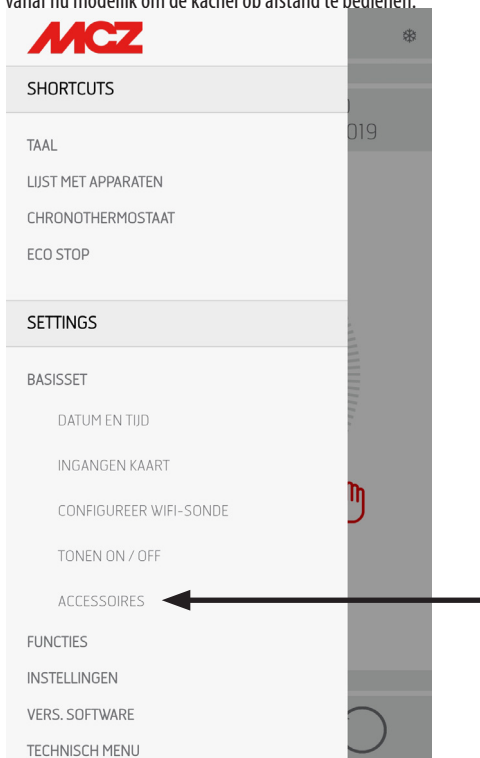 vanaf nu mogelijk om de kachel op afstand te bedienen.
MCZ
SHORTCUTS
019
TAAL
LIJST MET APPARATEN
CHRONOTHERMOSTAAT
ECO STOP
SETTINGS
BASISSET
DATUM EN TIJD
INGANGEN KAART
CONFIGUREER WIFI-SONDE
TONEN ON / OFF
ACCESSOIRES
FUNCTIES
INSTELLINGEN
VERS. SOFTWARE
TECHNISCH MENU